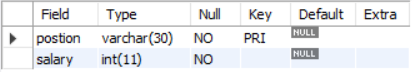 Field Type Null Key Default Extra
postion varchar(30) NO PRI NULL
salary int(11) NO NULL